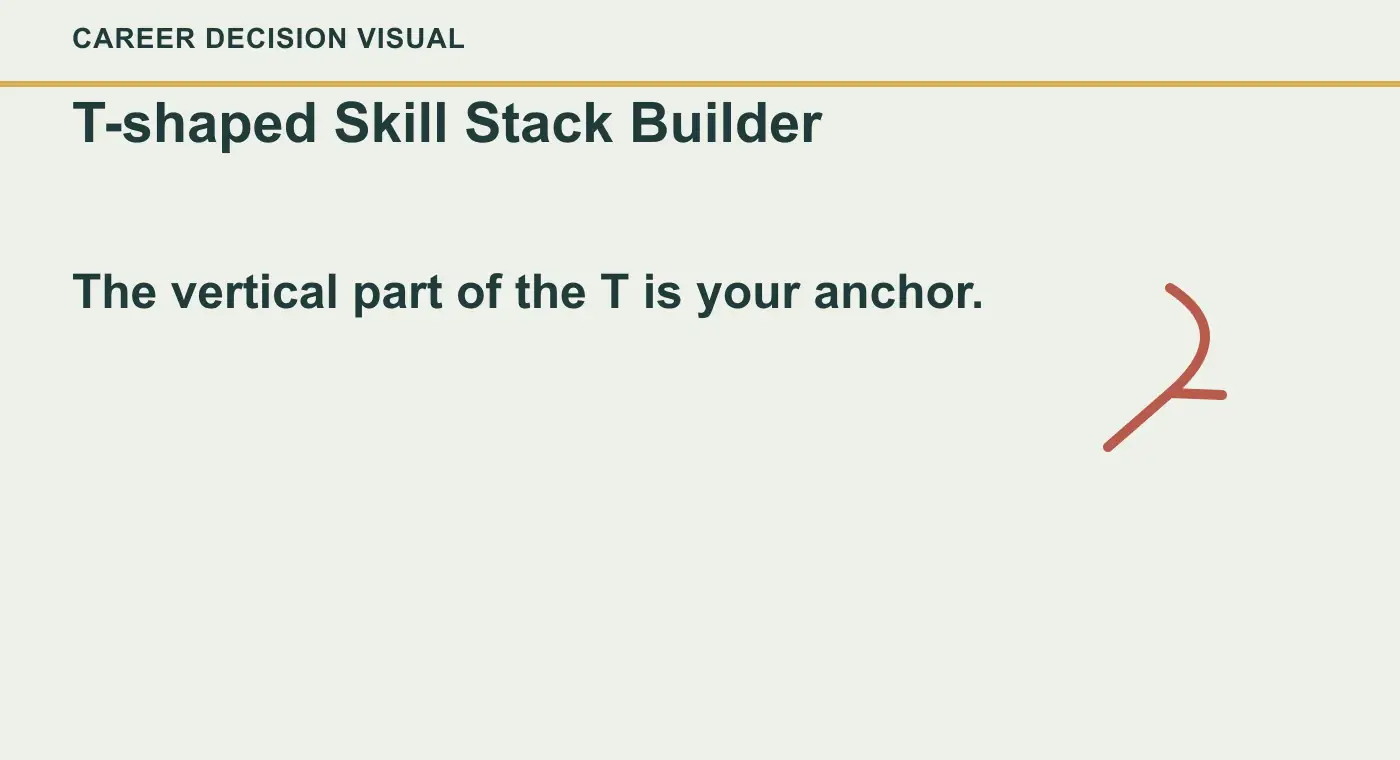 CAREER DECISION VISUAL
T-shaped Skill Stack Builder
The vertical part of the T is your anchor.